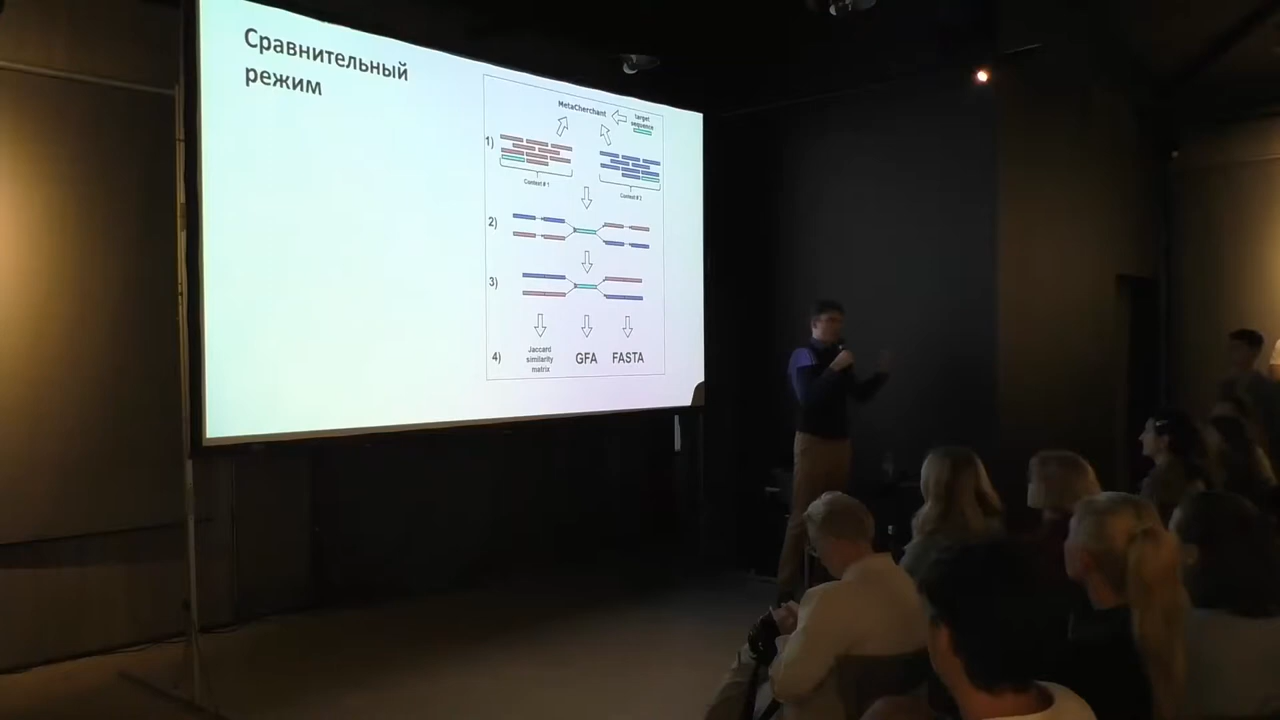 Сравнительный
режим
MetaCherchant
target
sequence
1)
Context # 1
Context # 2
2)
3)
4)
Jaccard
similarity
matrix
GFA
FASTA